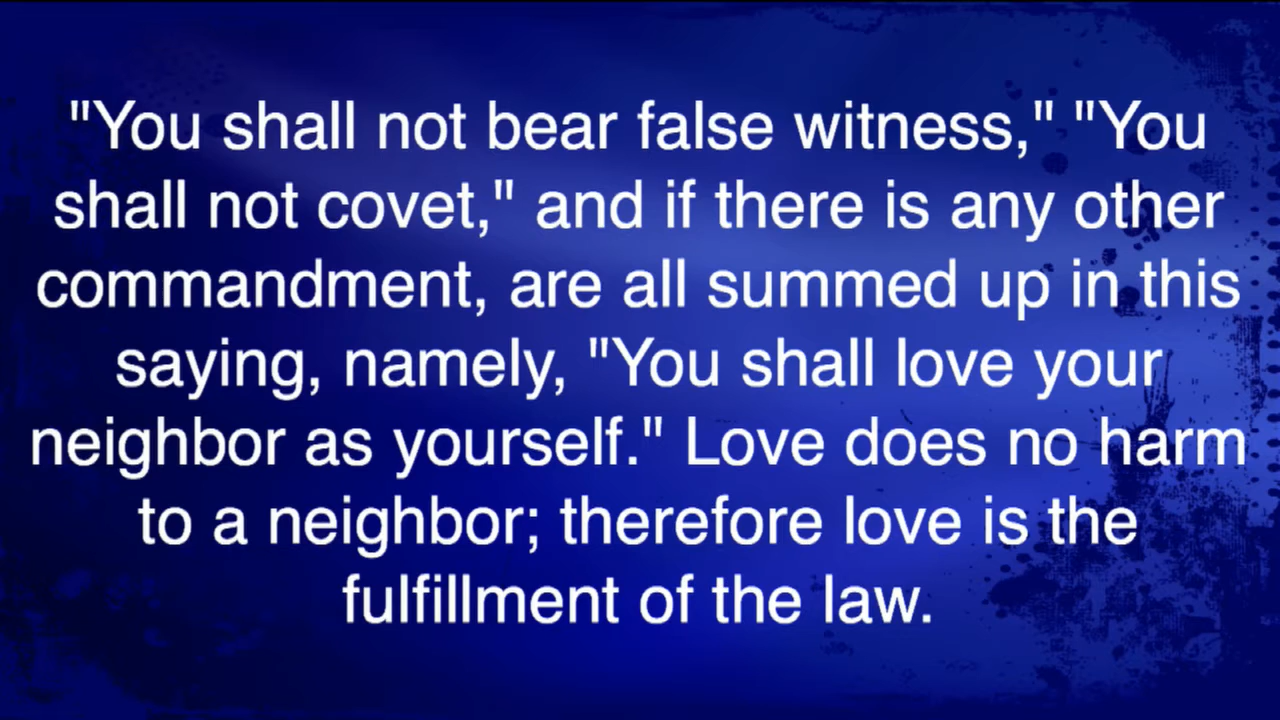 "You shall not bear false witness," "You
shall not covet," and if there is any other
commandment, are all summed up in this
saying, namely, "You shall love your
neighbor as yourself." Love does no harm
to a neighbor; therefore love is the
fulfillment of the law.